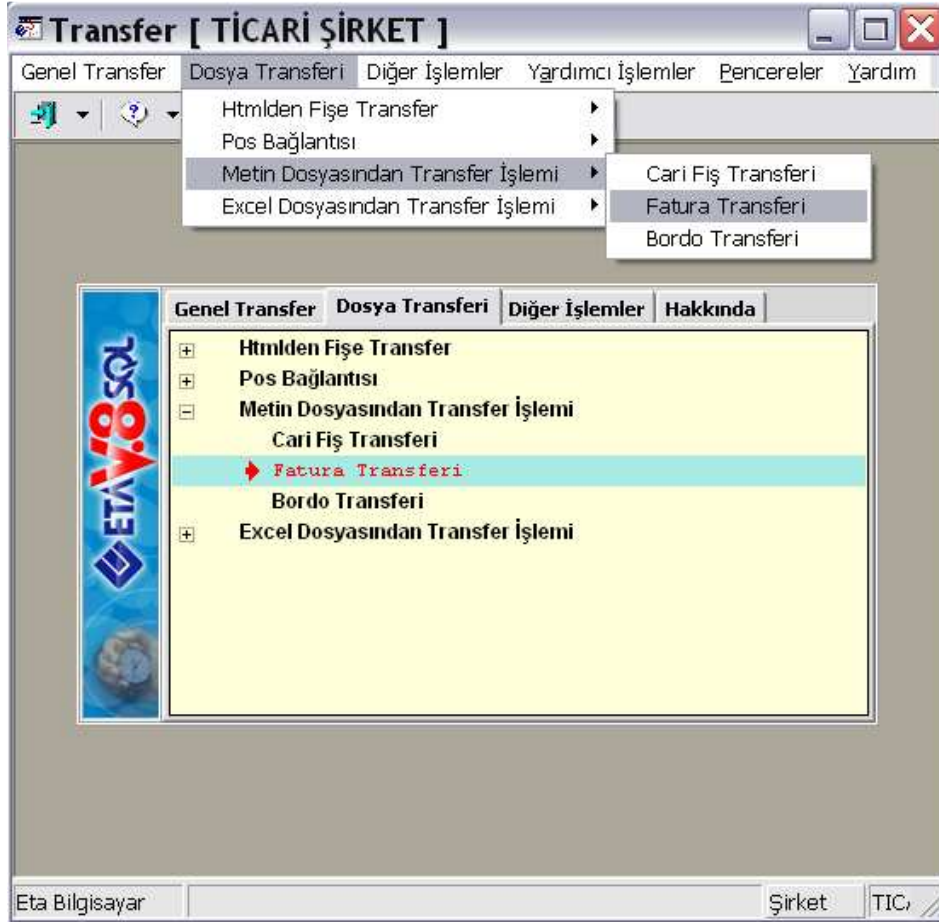 Transfer [ TİCARİ ŞİRKET ]
Genel Transfer Dosya Transferi Diğer İşlemler Yardımcı İşlemler Pencereler Yardım
Htmlden Fişe Transfer
Pos Bağlantısı
Metin Dosyasından Transfer İşlemi
Excel Dosyasından Transfer İşlemi
Cari Fiş Transferi
Fatura Transferi
Bordo Transferi
ETA V.8 SQL
Genel Transfer Dosya Transferi Diğer İşlemler Hakkında
Htmlden Fişe Transfer
Pos Bağlantısı
Metin Dosyasından Transfer İşlemi
Cari Fiş Transferi
Fatura Transferi
Bordo Transferi
Excel Dosyasından Transfer İşlemi
Eta Bilgisayar Şirket TIC